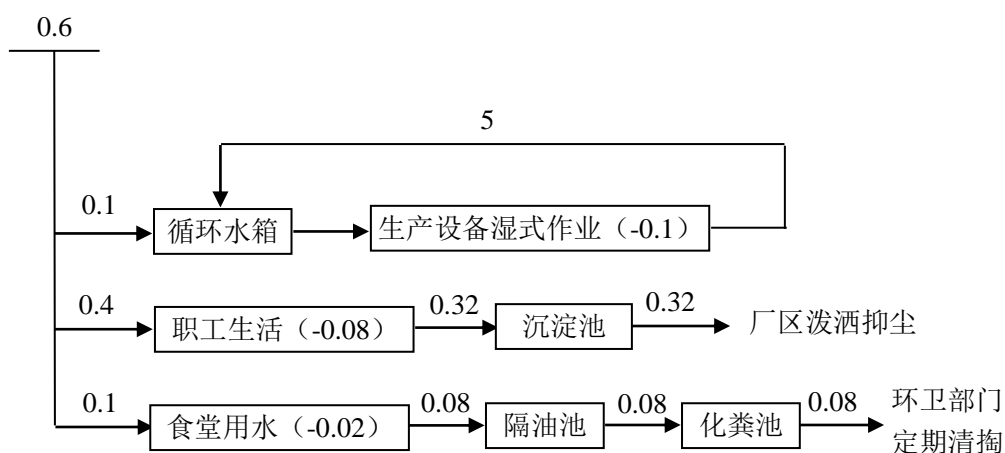 0.6
5
0.1
循环水箱
生产设备湿式作业（-0.1）
0.4
职工生活（-0.08）
0.32
沉淀池
0.32
厂区泼洒抑尘
0.1
食堂用水（-0.02）
0.08
隔油池
0.08
化粪池
0.08
环卫部门
定期清掏